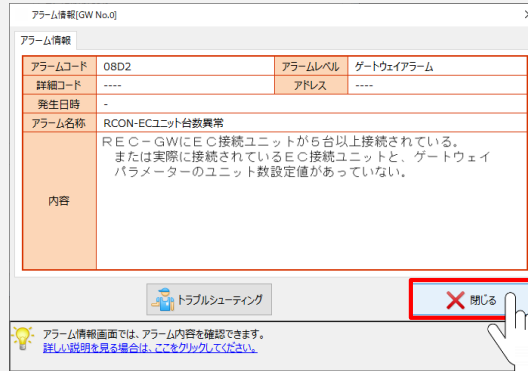 アラーム情報[GW No.0]
アラーム情報
アラームコード 08D2 アラームレベル ゲートウェイアラーム
詳細コード ---- アドレス ----
発生日時 -
アラーム名称 RCON-ECユニット台数異常
内容 REC-GWにEC接続ユニットが5台以上接続されている。
または実際に接続されているEC接続ユニットと、ゲートウェイ
パラメーターのユニット数設定値があっていない。
トラブルシューティング 閉じる
アラーム情報画面では、アラーム内容を確認できます。
詳しい説明を見る場合は、ここをクリックしてください。